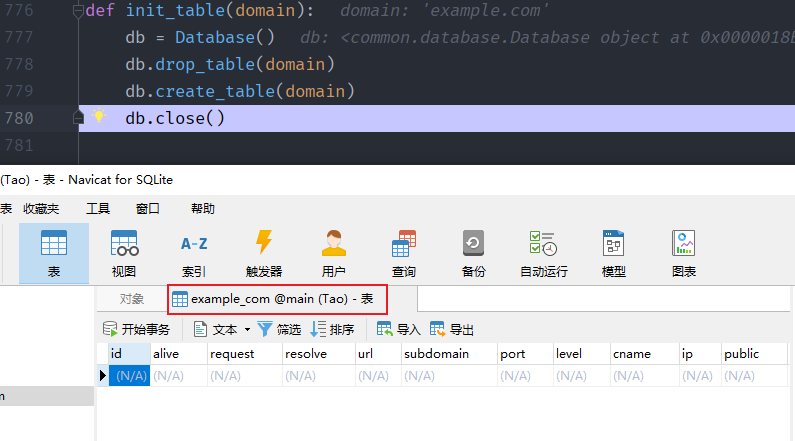 776 def init_table(domain): domain: 'example.com'
777 db = Database() db: <common.database.Database object at 0x0000018
778 db.drop_table(domain)
779 db.create_table(domain)
780 db.close()
781
(Tao) - 表 - Navicat for SQLite
表 收藏夹 工具 窗口 帮助
表 视图 A-Z 索引 触发器 用户 查询 备份 自动运行 模型 图表
对象 example_com @main (Tao) - 表
开始事务 文本 筛选 排序 导入 导出
id alive request resolve url subdomain port level cname ip public
(N/A) (N/A) (N/A) (N/A) (N/A) (N/A) (N/A) (N/A) (N/A) (N/A) (N/A)